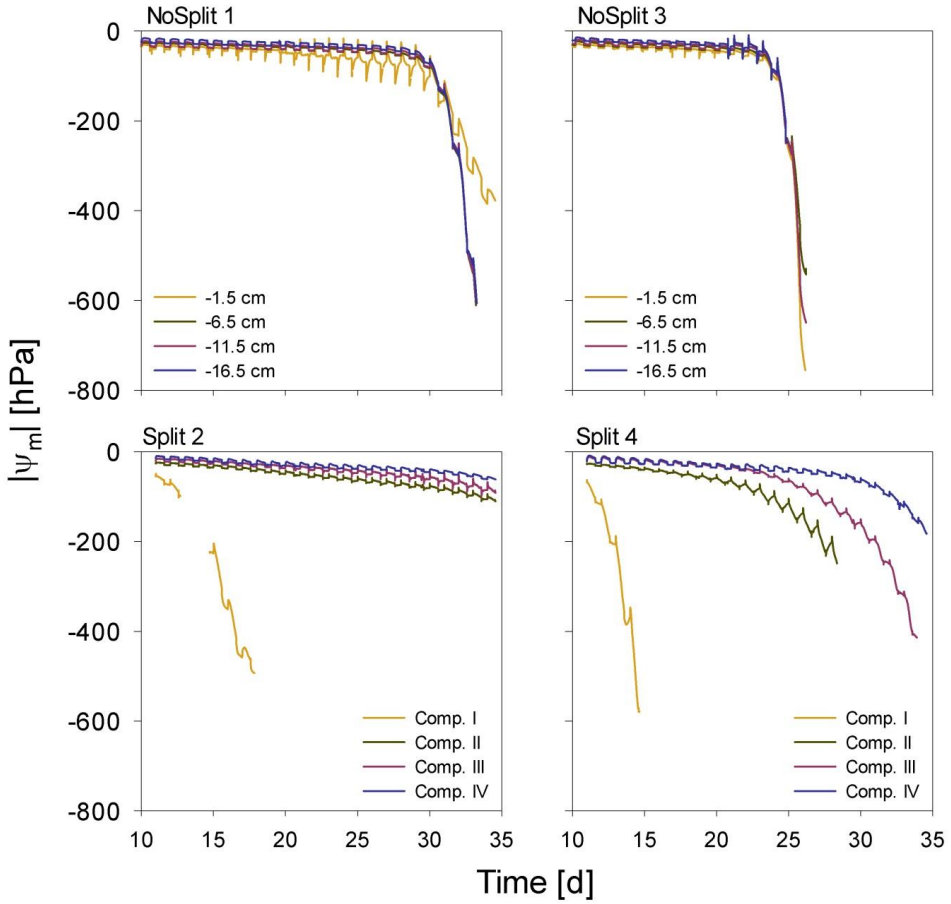 NoSplit 1
NoSplit 3
0
-200
-400
-600
-800
-1.5 cm
-6.5 cm
-11.5 cm
-16.5 cm
-1.5 cm
-6.5 cm
-11.5 cm
-16.5 cm
|Ψm| [hPa]
Split 2
Split 4
0
-200
-400
-600
-800
Comp. I
Comp. II
Comp. III
Comp. IV
Comp. I
Comp. II
Comp. III
Comp. IV
10 15 20 25 30 35
10 15 20 25 30 35
Time [d]